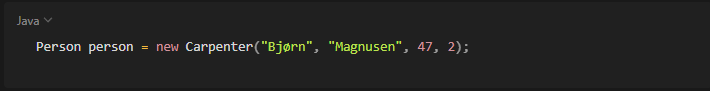 Java
Person person = new Carpenter("Bjørn", "Magnusen", 47, 2);